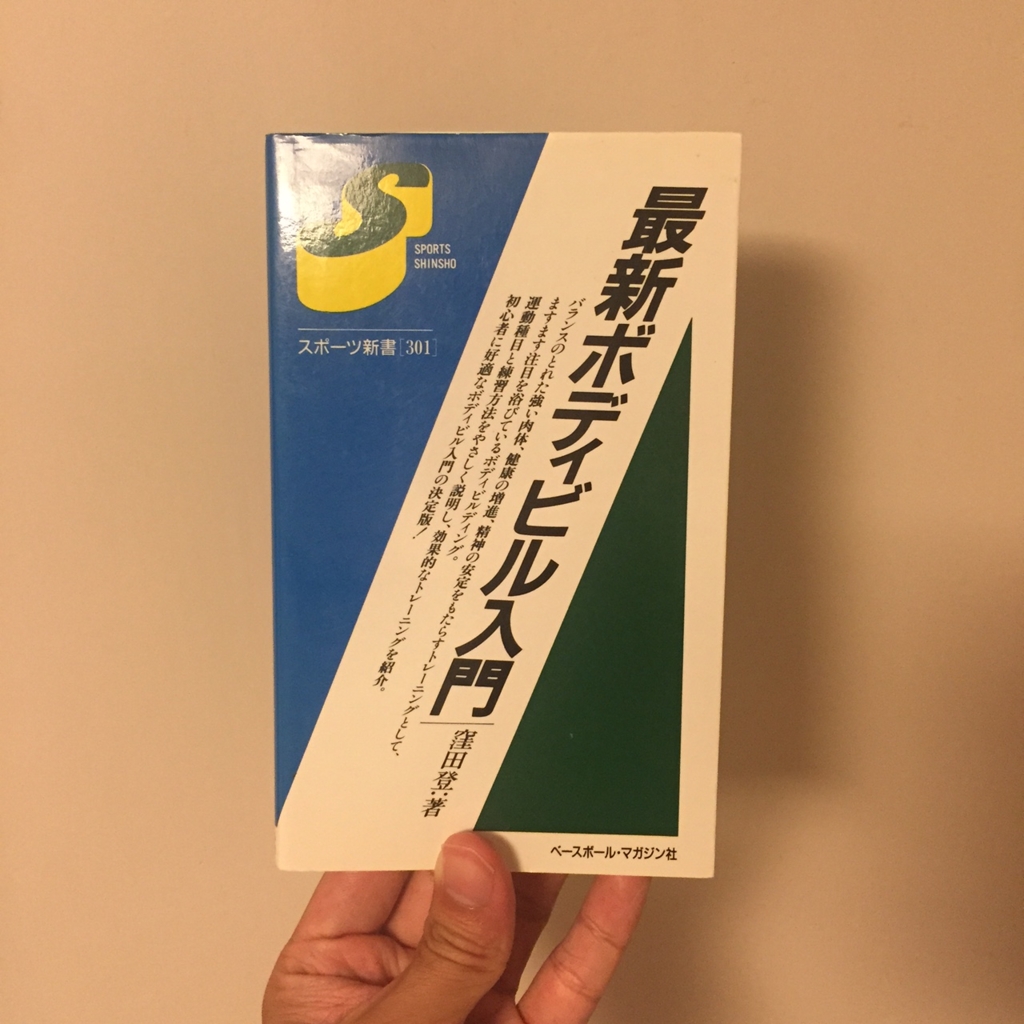 SPORTS
SHINSHO
スポーツ新書[301]
最新ボディビル入門
バランスのとれた強い肉体、健康の増進、精神の安定をもたらすトレーニングとして、
ますます注目を浴びているボディビルディング。
運動種目と練習方法をやさしく説明し、効果的なトレーニングを紹介。
初心者に好適なボディビル入門の決定版!
窪田登:著
ベースボール・マガジン社